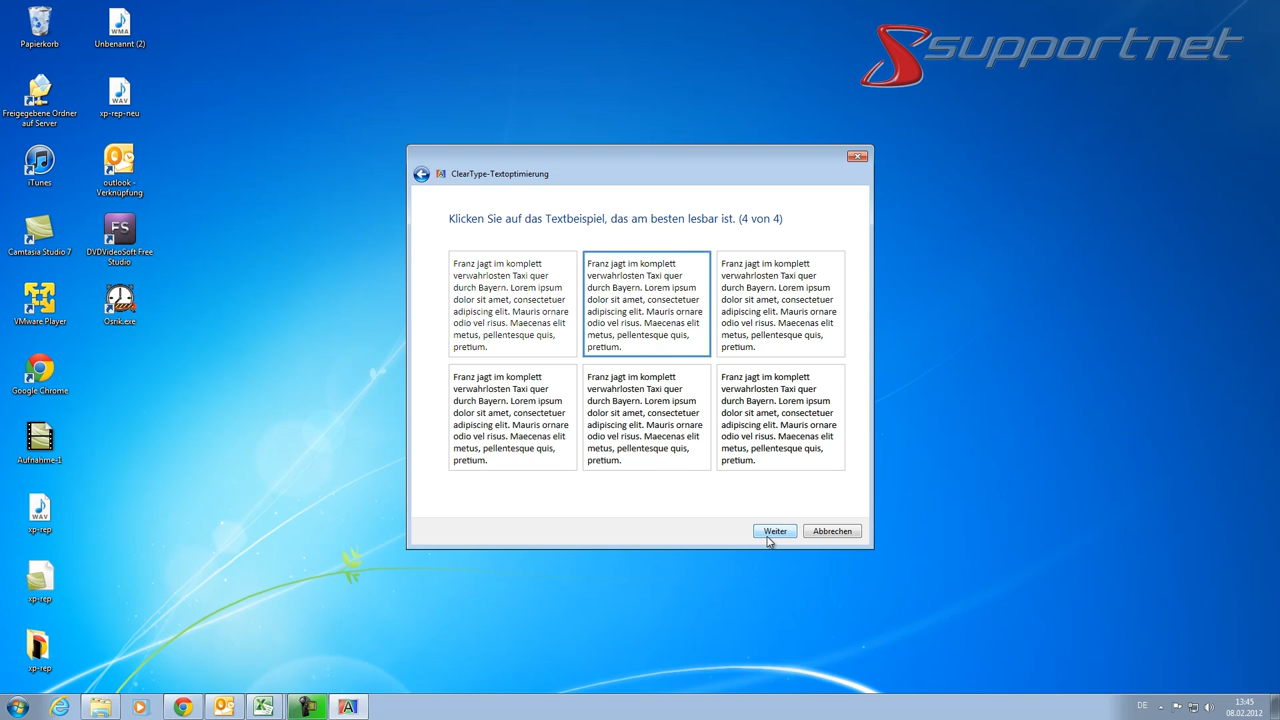 Papierkorb
Unbenannt (2)
Freigegebene Ordner
auf Server
xp-rep-neu
iTunes
outlook -
Verknüpfung
Camtasia Studio 7
DVDVideoSoft Free
Studio
VMware Player
Google Chrome
Aufnahme-1
xp-rep
xp-rep
xp-rep
WMA
WAV
FS
WAV
supportnet
ClearType-Textoptimierung
Klicken Sie auf das Textbeispiel, das am besten lesbar ist. (4 von 4)
Franz jagt im komplett
verwahrlosten Taxi quer
durch Bayern. Lorem ipsum
dolor sit amet, consectetuer
adipiscing elit. Mauris ornare
odio vel risus. Maecenas elit
metus, pellentesque quis,
pretium.
Franz jagt im komplett
verwahrlosten Taxi quer
durch Bayern. Lorem ipsum
dolor sit amet, consectetuer
adipiscing elit. Mauris ornare
odio vel risus. Maecenas elit
metus, pellentesque quis,
pretium.
Franz jagt im komplett
verwahrlosten Taxi quer
durch Bayern. Lorem ipsum
dolor sit amet, consectetuer
adipiscing elit. Mauris ornare
odio vel risus. Maecenas elit
metus, pellentesque quis,
pretium.
Franz jagt im komplett
verwahrlosten Taxi quer
durch Bayern. Lorem ipsum
dolor sit amet, consectetuer
adipiscing elit. Mauris ornare
odio vel risus. Maecenas elit
metus, pellentesque quis,
pretium.
Franz jagt im komplett
verwahrlosten Taxi quer
durch Bayern. Lorem ipsum
dolor sit amet, consectetuer
adipiscing elit. Mauris ornare
odio vel risus. Maecenas elit
metus, pellentesque quis,
pretium.
Franz jagt im komplett
verwahrlosten Taxi quer
durch Bayern. Lorem ipsum
dolor sit amet, consectetuer
adipiscing elit. Mauris ornare
odio vel risus. Maecenas elit
metus, pellentesque quis,
pretium.
Weiter
Abbrechen
DE
13:45
08.02.2012